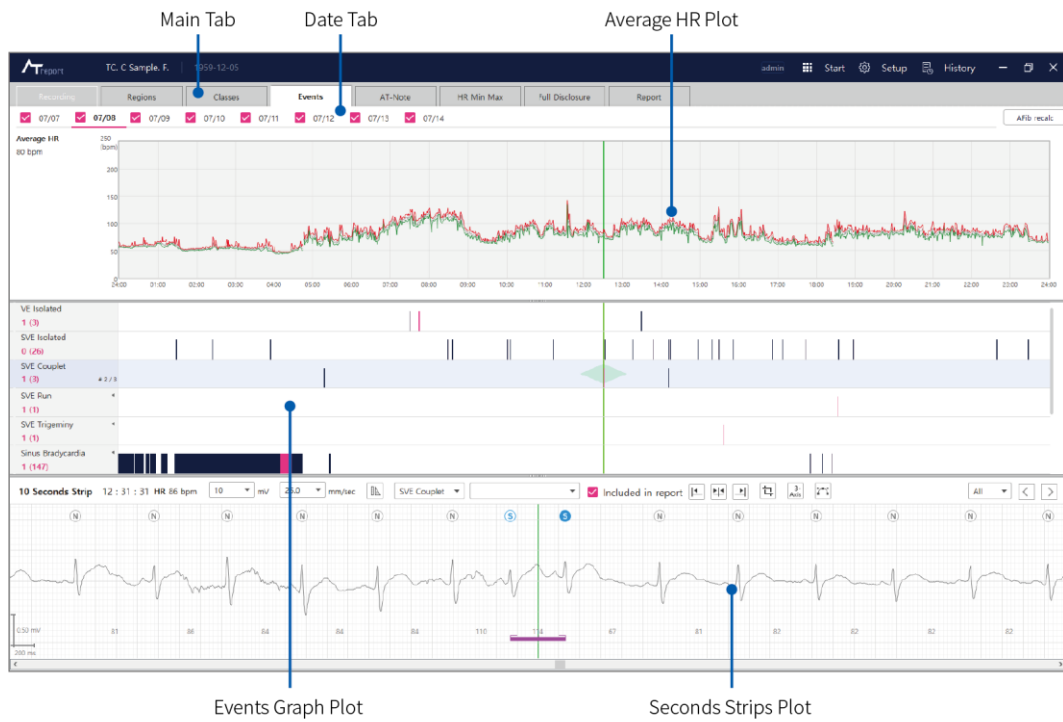 Main Tab Date Tab Average HR Plot
ATreport TC. C Sample. F. 1959-12-05 admin Start Setup History
Recording Regions Classes Events AT-Note HR Min Max Full Disclosure Report
07/07 07/08 07/09 07/10 07/11 07/12 07/13 07/14 AFib recalc
Average HR
80 bpm
250
(bpm)
200
150
100
50
0
24:00 01:00 02:00 03:00 04:00 05:00 06:00 07:00 08:00 09:00 10:00 11:00 12:00 13:00 14:00 15:00 16:00 17:00 18:00 19:00 20:00 21:00 22:00 23:00 24:00
VE Isolated
1 (3)
SVE Isolated
0 (26)
SVE Couplet
1 (3) # 2 / 3
SVE Run
1 (1)
SVE Trigeminy
1 (1)
Sinus Bradycardia
1 (147)
10 Seconds Strip 12 : 31 : 31 HR 86 bpm 10 mV 25.0 mm/sec SVE Couplet Included in report 3-Axis All
N N N N N N S S N N N N N N
0.50 mV
200 ms
81 86 84 84 84 110 114 67 81 82 82 82 82
Events Graph Plot Seconds Strips Plot